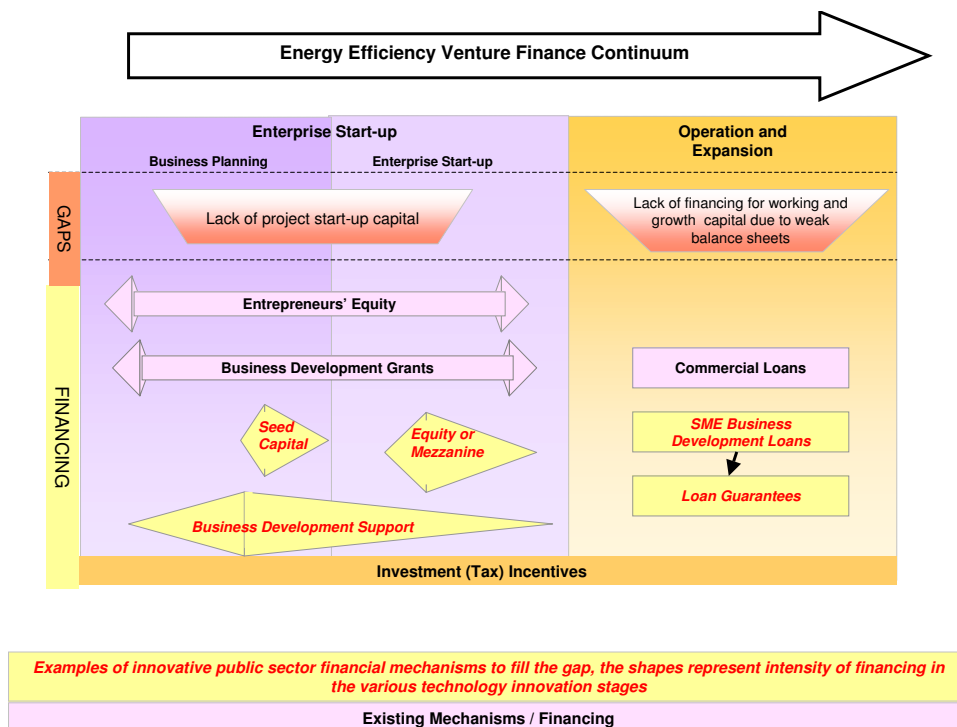 Energy Efficiency Venture Finance Continuum
Enterprise Start-up
Operation and
Expansion
Business Planning
Enterprise Start-up
GAPS
Lack of project start-up capital
Lack of financing for working and
growth capital due to weak
balance sheets
FINANCING
Entrepreneurs' Equity
Business Development Grants
Commercial Loans
Seed
Capital
Equity or
Mezzanine
SME Business
Development Loans
Loan Guarantees
Business Development Support
Investment (Tax) Incentives
Examples of innovative public sector financial mechanisms to fill the gap, the shapes represent intensity of financing in
the various technology innovation stages
Existing Mechanisms / Financing